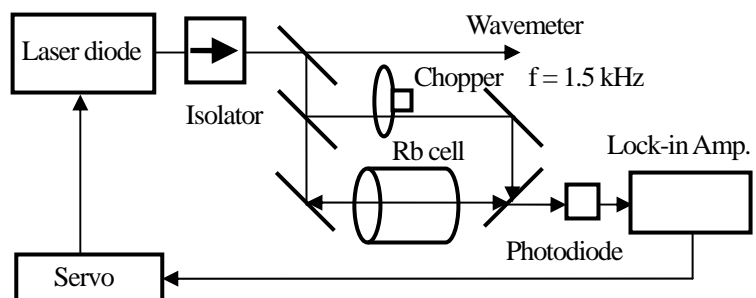 Wavemeter
Laser diode
Chopper f = 1.5 kHz
Isolator
Rb cell
Lock-in Amp.
Photodiode
Servo